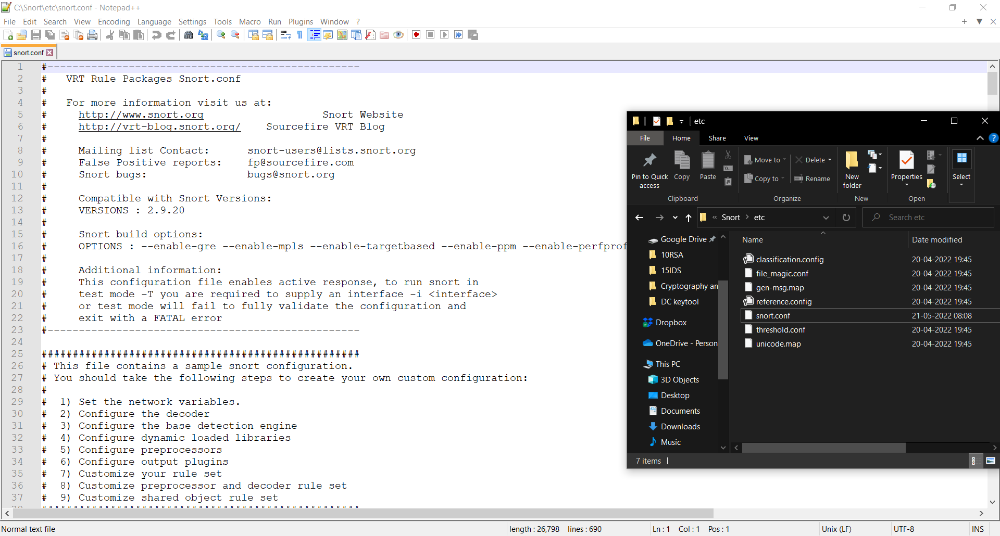 C:\Snort\etc\snort.conf - Notepad++
File Edit Search View Encoding Language Settings Tools Macro Run Plugins Window ?
snort.conf
1 #--------------------------------------------------
2 #   VRT Rule Packages Snort.conf
3 #
4 #   For more information visit us at:
5 #     http://www.snort.org                   Snort Website
6 #     http://vrt-blog.snort.org/    Sourcefire VRT Blog
7 #
8 #     Mailing list Contact:      snort-users@lists.snort.org
9 #     False Positive reports:    fp@sourcefire.com
10 #     Snort bugs:                bugs@snort.org
11 #
12 #     Compatible with Snort Versions:
13 #     VERSIONS : 2.9.20
14 #
15 #     Snort build options:
16 #     OPTIONS : --enable-gre --enable-mpls --enable-targetbased --enable-ppm --enable-perfprof
17 #
18 #     Additional information:
19 #     This configuration file enables active response, to run snort in
20 #     test mode -T you are required to supply an interface -i <interface>
21 #     or test mode will fail to fully validate the configuration and
22 #     exit with a FATAL error
23 #--------------------------------------------------
24
25 ###################################################
26 # This file contains a sample snort configuration.
27 # You should take the following steps to create your own custom configuration:
28 #
29 #  1) Set the network variables.
30 #  2) Configure the decoder
31 #  3) Configure the base detection engine
32 #  4) Configure dynamic loaded libraries
33 #  5) Configure preprocessors
34 #  6) Configure output plugins
35 #  7) Customize your rule set
36 #  8) Customize preprocessor and decoder rule set
37 #  9) Customize shared object rule set
Normal text file length : 26,798 lines : 690 Ln : 1 Col : 1 Pos : 1 Unix (LF) UTF-8 INS
etc
File Home Share View
Pin to Quick access
Copy
Paste
Clipboard
Move to
Copy to
Delete
Rename
Organize
New folder
New
Properties
Open
Select
« Snort > etc
Search etc
Google Drive
10RSA
15IDS
Cryptography an
DC keytool
Dropbox
OneDrive - Person
This PC
3D Objects
Desktop
Documents
Downloads
Music
Name Date modified
classification.config 20-04-2022 19:45
file_magic.conf 20-04-2022 19:45
gen-msg.map 20-04-2022 19:45
reference.config 20-04-2022 19:45
snort.conf 21-05-2022 08:08
threshold.conf 20-04-2022 19:45
unicode.map 20-04-2022 19:45
7 items